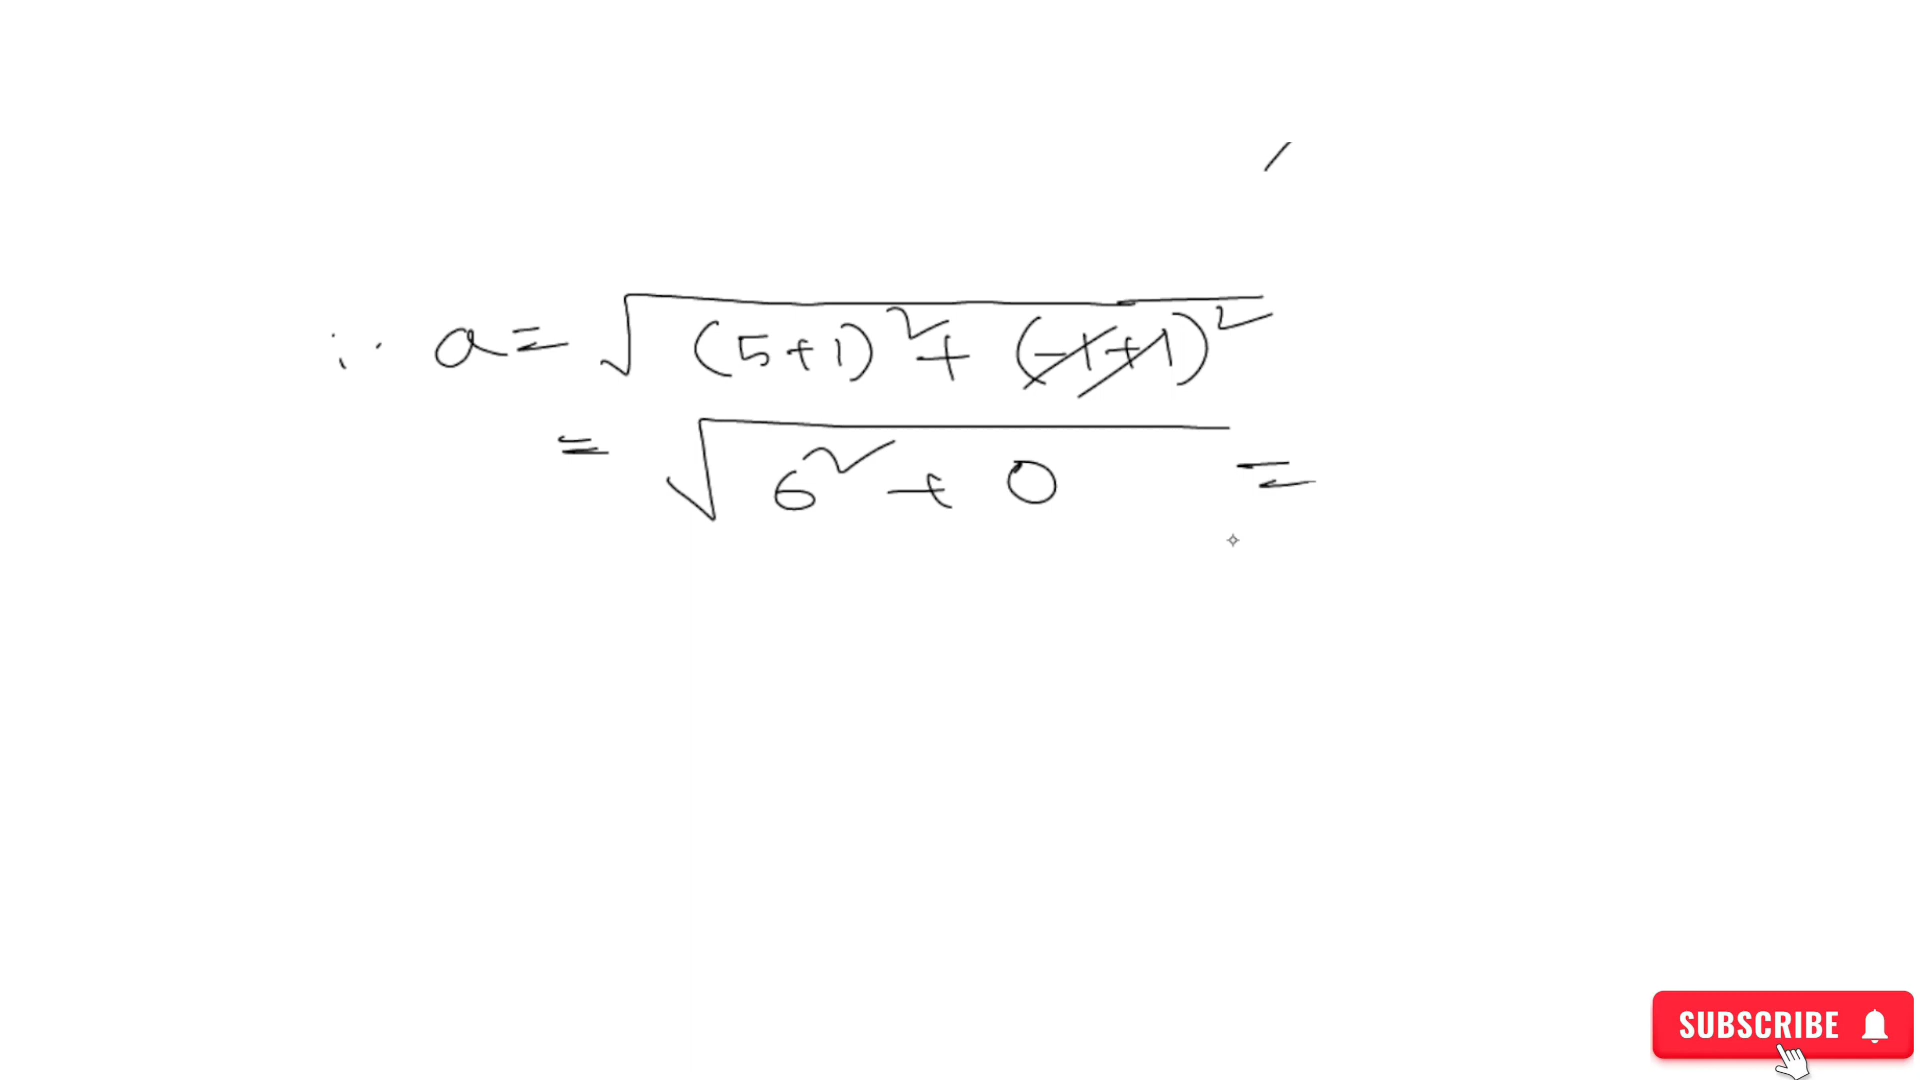 ∴ a = √((5+1)² + (-1+1)²)
= √(6² + 0) =
SUBSCRIBE